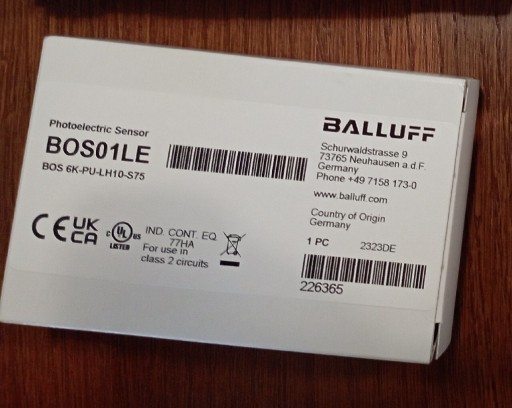 Photoelectric Sensor
BOS01LE
BOS 6K-PU-LH10-S75
CE UK CA
c UL us
LISTED
IND. CONT. EQ.
77HA
For use in
class 2 circuits
BALLUFF
Schurwaldstrasse 9
73765 Neuhausen a.d.F.
Germany
Phone +49 7158 173-0
www.balluff.com
Country of Origin
Germany
1 PC 2323DE
226365